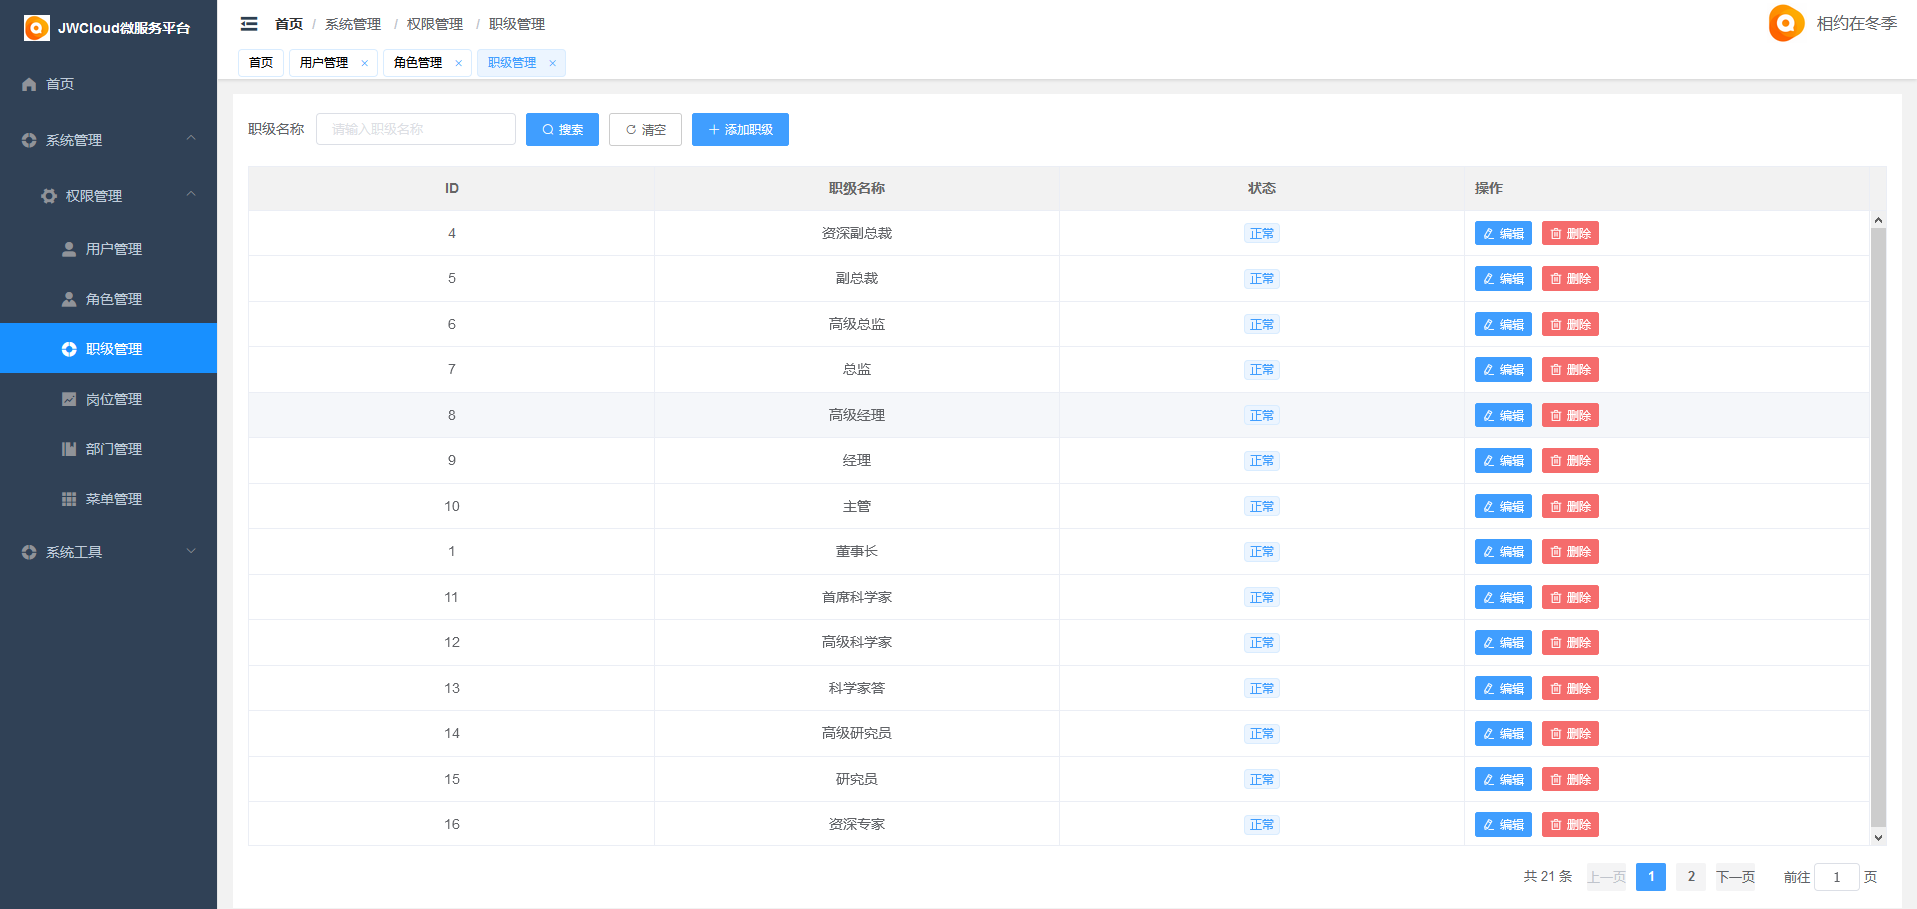 JWCloud微服务平台
首页
系统管理
权限管理
用户管理
角色管理
职级管理
岗位管理
部门管理
菜单管理
系统工具
首页 / 系统管理 / 权限管理 / 职级管理
相约在冬季
首页 用户管理 × 角色管理 × 职级管理 ×
职级名称 请输入职级名称 搜索 清空 添加职级
ID 职级名称 状态 操作
4 资深副总裁 正常 编辑 删除
5 副总裁 正常 编辑 删除
6 高级总监 正常 编辑 删除
7 总监 正常 编辑 删除
8 高级经理 正常 编辑 删除
9 经理 正常 编辑 删除
10 主管 正常 编辑 删除
1 董事长 正常 编辑 删除
11 首席科学家 正常 编辑 删除
12 高级科学家 正常 编辑 删除
13 科学家答 正常 编辑 删除
14 高级研究员 正常 编辑 删除
15 研究员 正常 编辑 删除
16 资深专家 正常 编辑 删除
共 21 条 上一页 1 2 下一页 前往 1 页